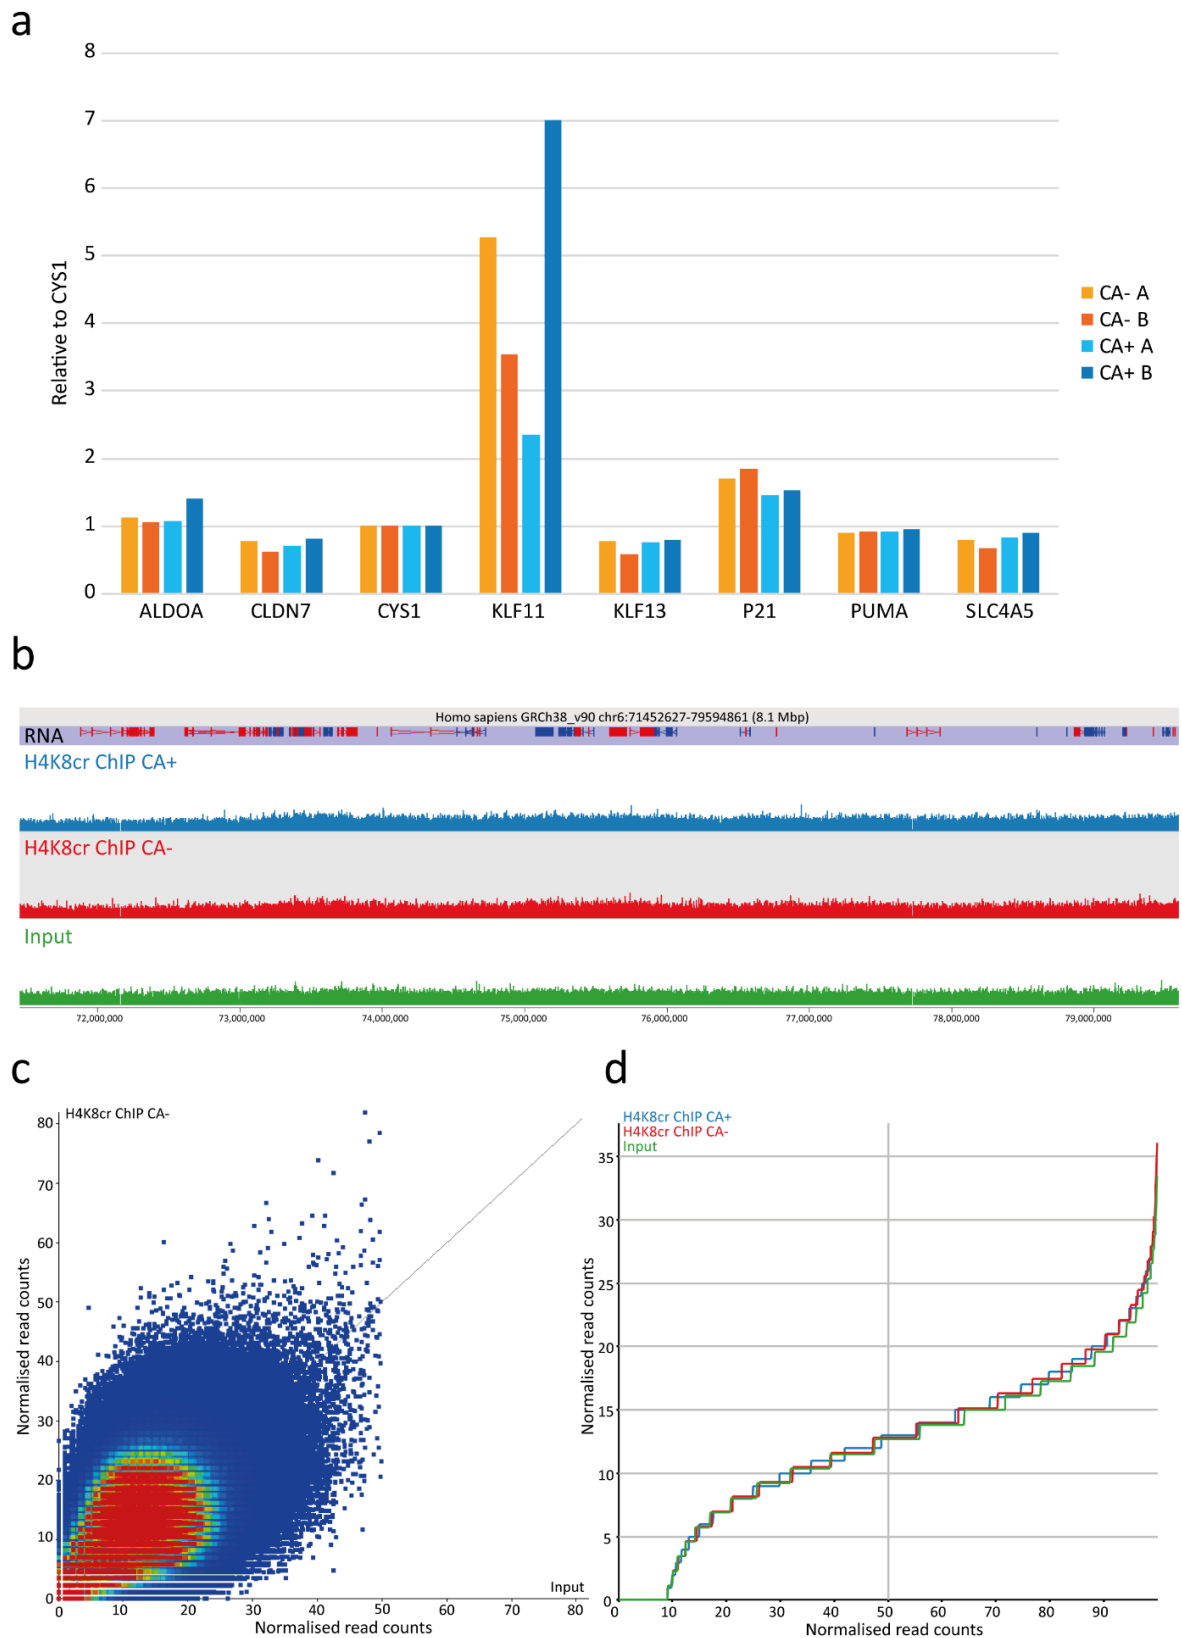 a
8
7
6
5
4
3
2
1
0
Relative to CYS1
ALDOA CLDN7 CYS1 KLF11 KLF13 P21 PUMA SLC4A5
CA- A
CA- B
CA+ A
CA+ B
b
Homo sapiens GRCh38_v90 chr6:71452627-79594861 (8.1 Mbp)
RNA
H4K8cr ChIP CA+
H4K8cr ChIP CA-
Input
72,000,000 73,000,000 74,000,000 75,000,000 76,000,000 77,000,000 78,000,000 79,000,000
c
H4K8cr ChIP CA-
80
70
60
50
40
30
20
10
0
Normalised read counts
Input
0 10 20 30 40 50 60 70 80
Normalised read counts
d
H4K8cr ChIP CA+
H4K8cr ChIP CA-
Input
35
30
25
20
15
10
5
0
Normalised read counts
0 10 20 30 40 50 60 70 80 90
Normalised read counts